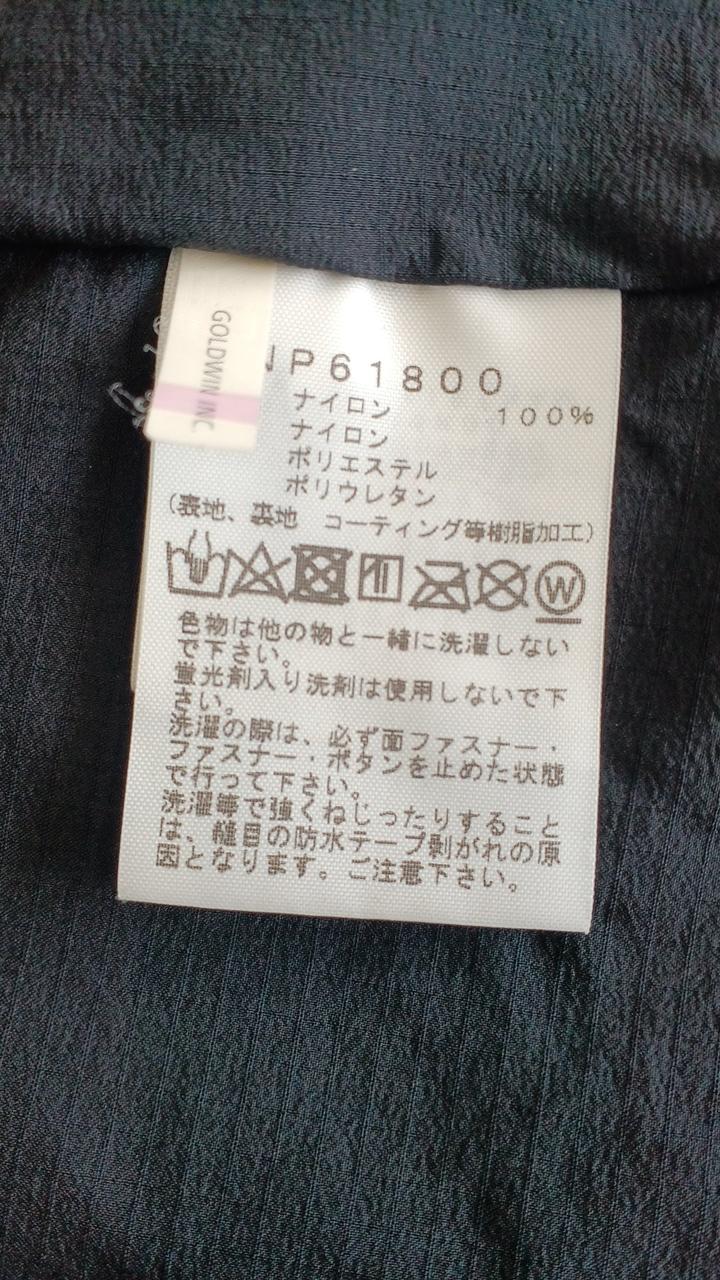 GOLDWIN INC
NP61800
ナイロン 100%
ナイロン
ポリエステル
ポリウレタン
(表地、裏地 コーティング等樹脂加工)
W
色物は他の物と一緒に洗濯しない
で下さい。
蛍光剤入り洗剤は使用しないで下
さい。
洗濯の際は、必ず面ファスナー・
ファスナー・ボタンを止めた状態
で行って下さい。
洗濯等で強くねじったりすること
は、縫目の防水テープ剥がれの原
因となります。ご注意下さい。